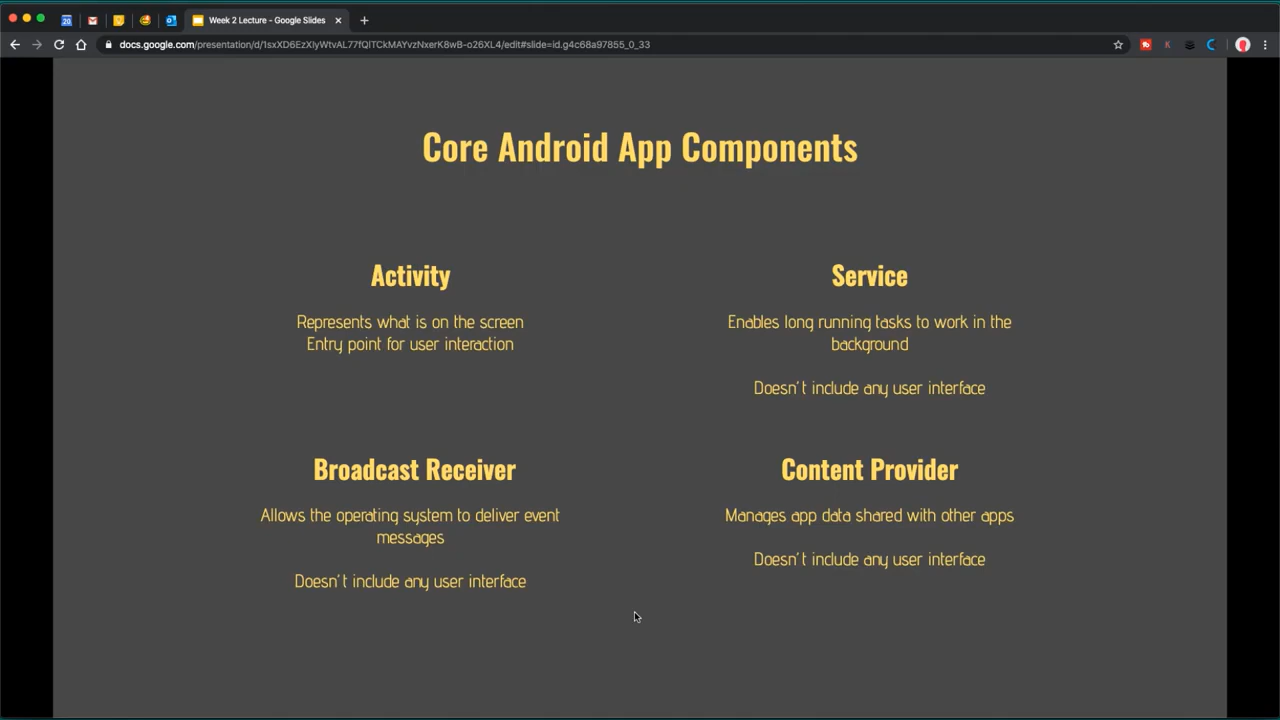 20
Week 2 Lecture - Google Slides
docs.google.com/presentation/d/1sxXD6EzXlyWtvAL77fQlTCkMAYvzNxerK8wB-o26XL4/edit#slide=id.g4c68a97855_0_33
K
Core Android App Components
Activity
Represents what is on the screen
Entry point for user interaction
Service
Enables long running tasks to work in the
background
Doesn't include any user interface
Broadcast Receiver
Allows the operating system to deliver event
messages
Doesn't include any user interface
Content Provider
Manages app data shared with other apps
Doesn't include any user interface